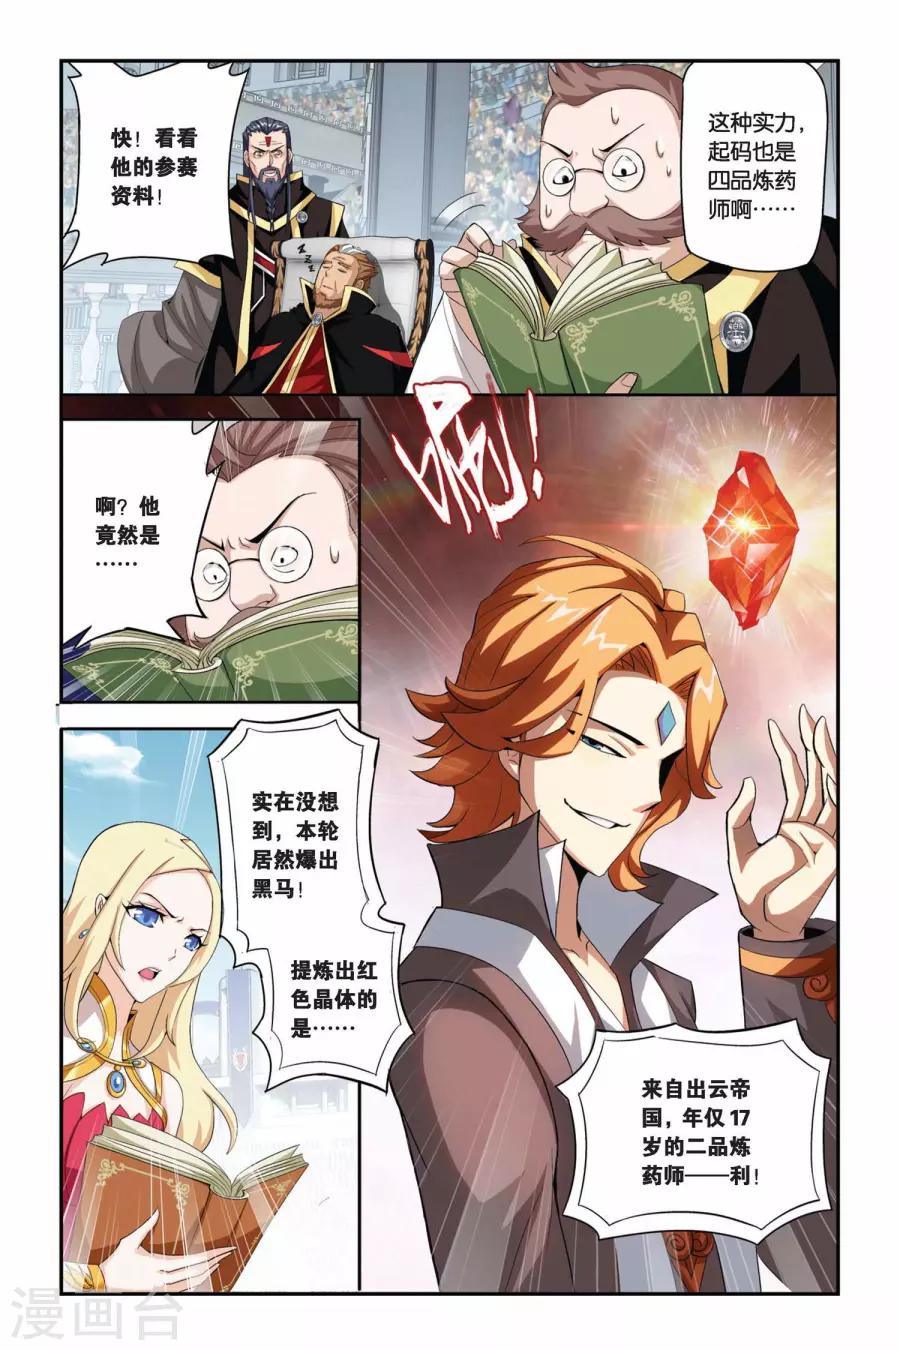 快！看看
他的参赛
资料！
zzz
这种实力，
起码也是
四品炼药
师啊……
啊？他
竟然是
……
实在没想
到，本轮
居然爆出
黑马！
提炼出红
色晶体的
是……
来自出云帝
国，年仅17
岁的二品炼
药师——利！
漫画台